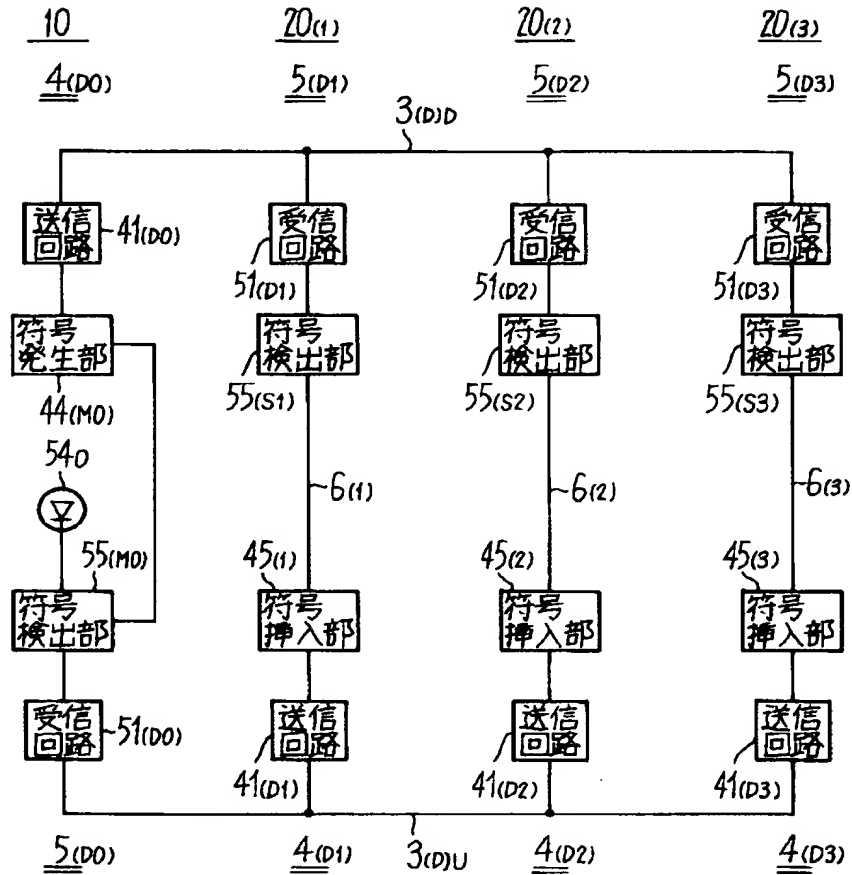 10 20(1) 20(2) 20(3)
4(D0) 5(D1) 5(D2) 5(D3)
3(D)D
送信
回路
41(D0)
受信
回路
51(D1)
受信
回路
51(D2)
受信
回路
51(D3)
符号
発生部
44(M0)
符号
検出部
55(S1)
符号
検出部
55(S2)
符号
検出部
55(S3)
54D
6(1) 6(2) 6(3)
55(M0)
符号
検出部
45(1)
符号
挿入部
45(2)
符号
挿入部
45(3)
符号
挿入部
受信
回路
51(D0)
送信
回路
41(D1)
送信
回路
41(D2)
送信
回路
41(D3)
5(D0) 4(D1) 3(D)U 4(D2) 4(D3)